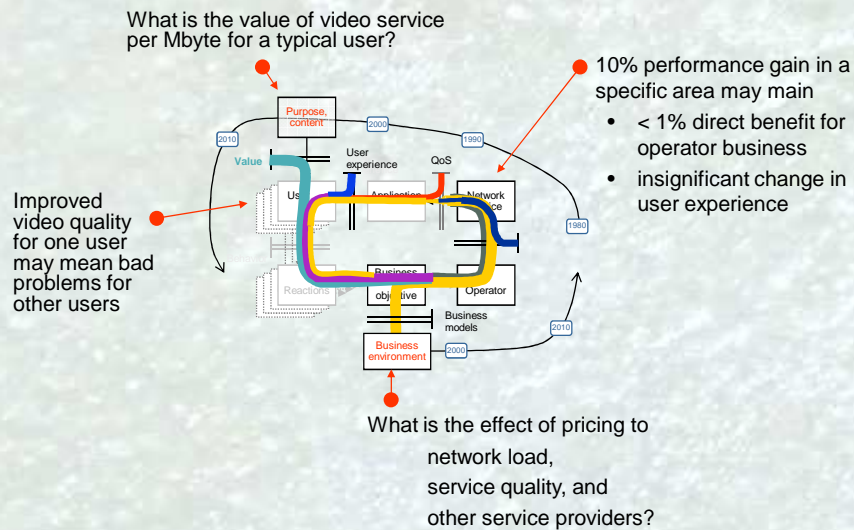 What is the value of video service
per Mbyte for a typical user?
10% performance gain in a
specific area may main
• < 1% direct benefit for
operator business
• insignificant change in
user experience
Purpose,
content
2010
2000
1990
1980
Value
User
experience
QoS
Application
Network
Improved
video quality
for one user
may mean bad
problems for
other users
Reactions
Business
objective
Operator
Business
models
Business
environment
2000
2010
What is the effect of pricing to
network load,
service quality, and
other service providers?